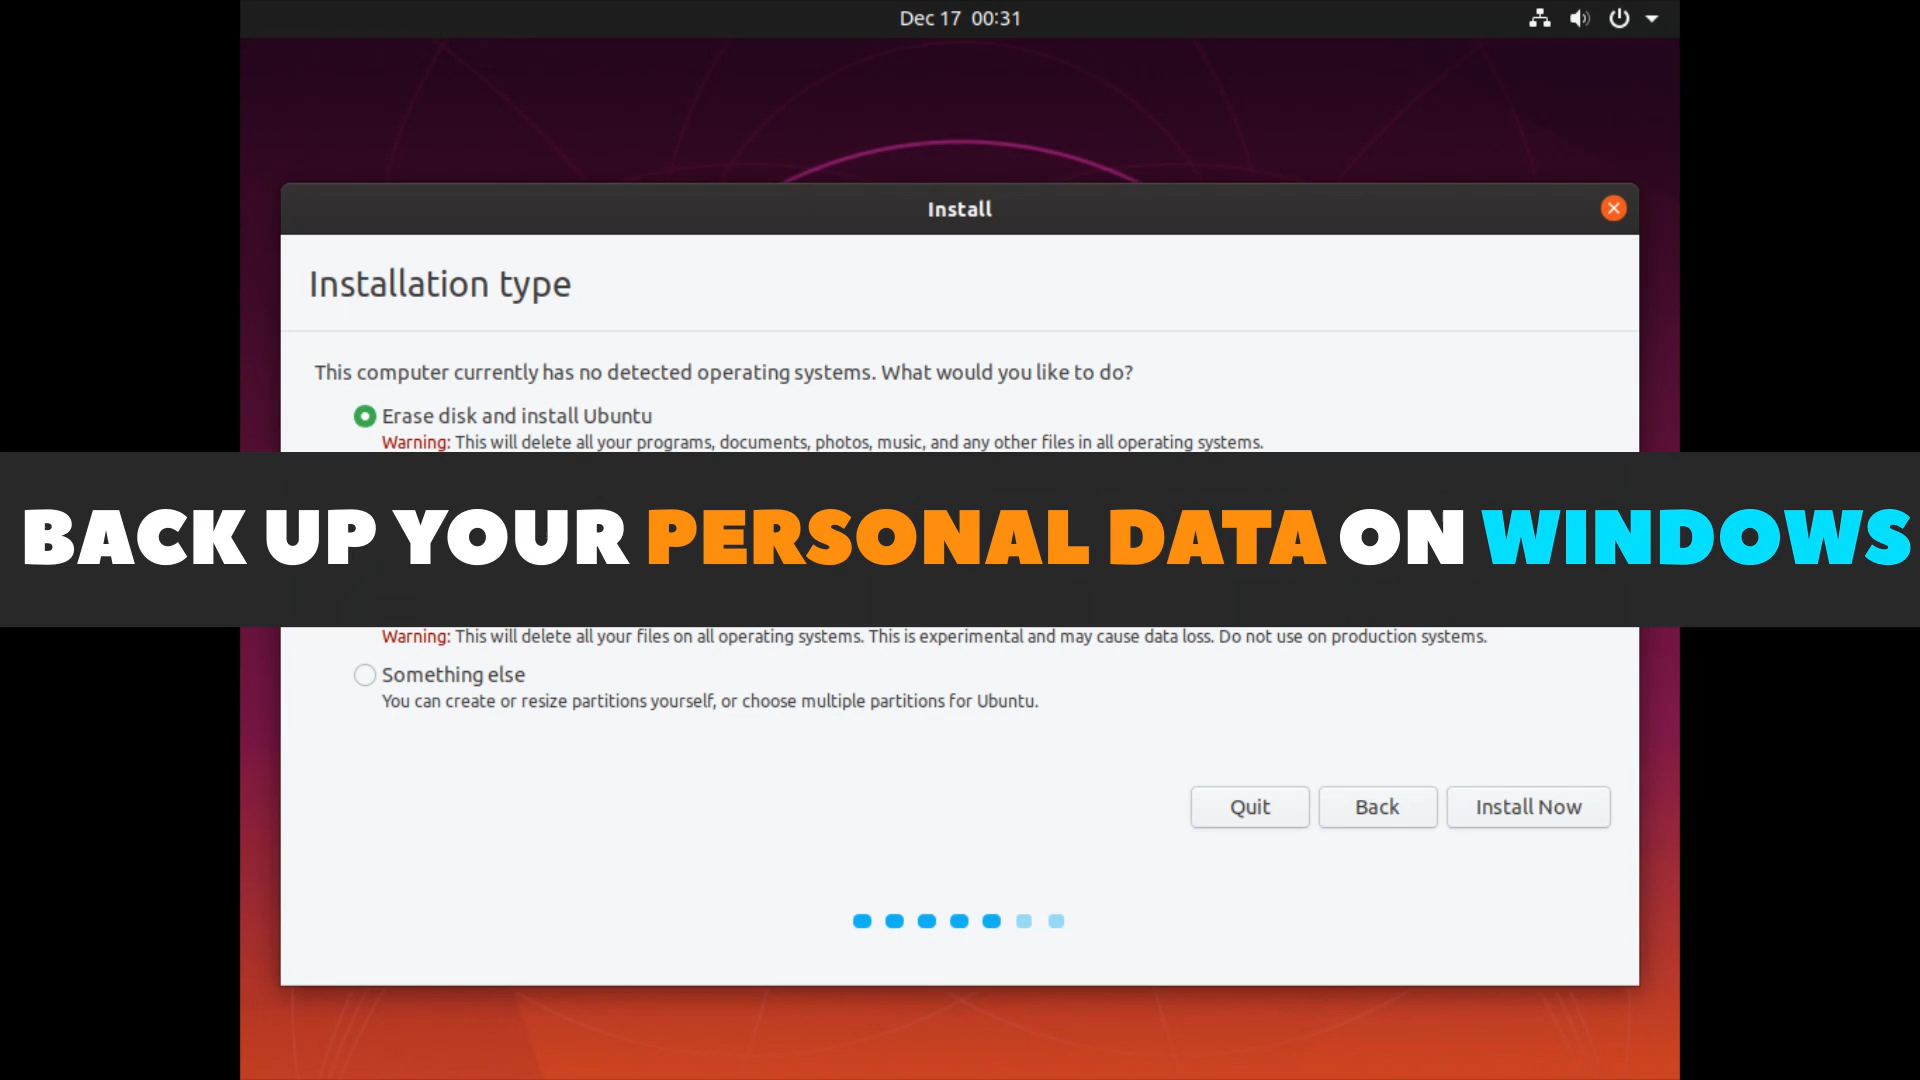 Dec 17 00:31
Install
Installation type
This computer currently has no detected operating systems. What would you like to do?
Erase disk and install Ubuntu
Warning: This will delete all your programs, documents, photos, music, and any other files in all operating systems.
BACK UP YOUR PERSONAL DATA ON WINDOWS
Warning: This will delete all your files on all operating systems. This is experimental and may cause data loss. Do not use on production systems.
Something else
You can create or resize partitions yourself, or choose multiple partitions for Ubuntu.
Quit
Back
Install Now